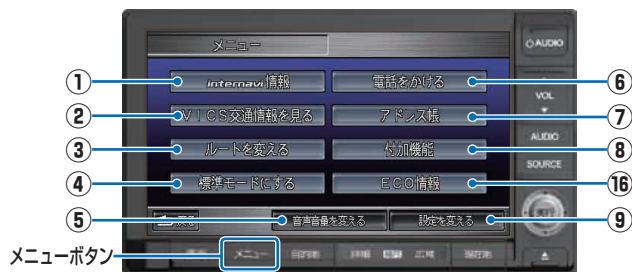 メニュー
① internavi情報 電話をかける ⑥
② VICS交通情報を見る アドレス帳 ⑦
③ ルートを変える 付加機能 ⑧
④ 標準モードにする ECO情報 ⑯
⑤ 戻る 音声音量を変える 設定を変える ⑨
メニューボタン
メニュー 目的地 詳細 広域 現在地
AUDIO
VOL
AUDIO
SOURCE